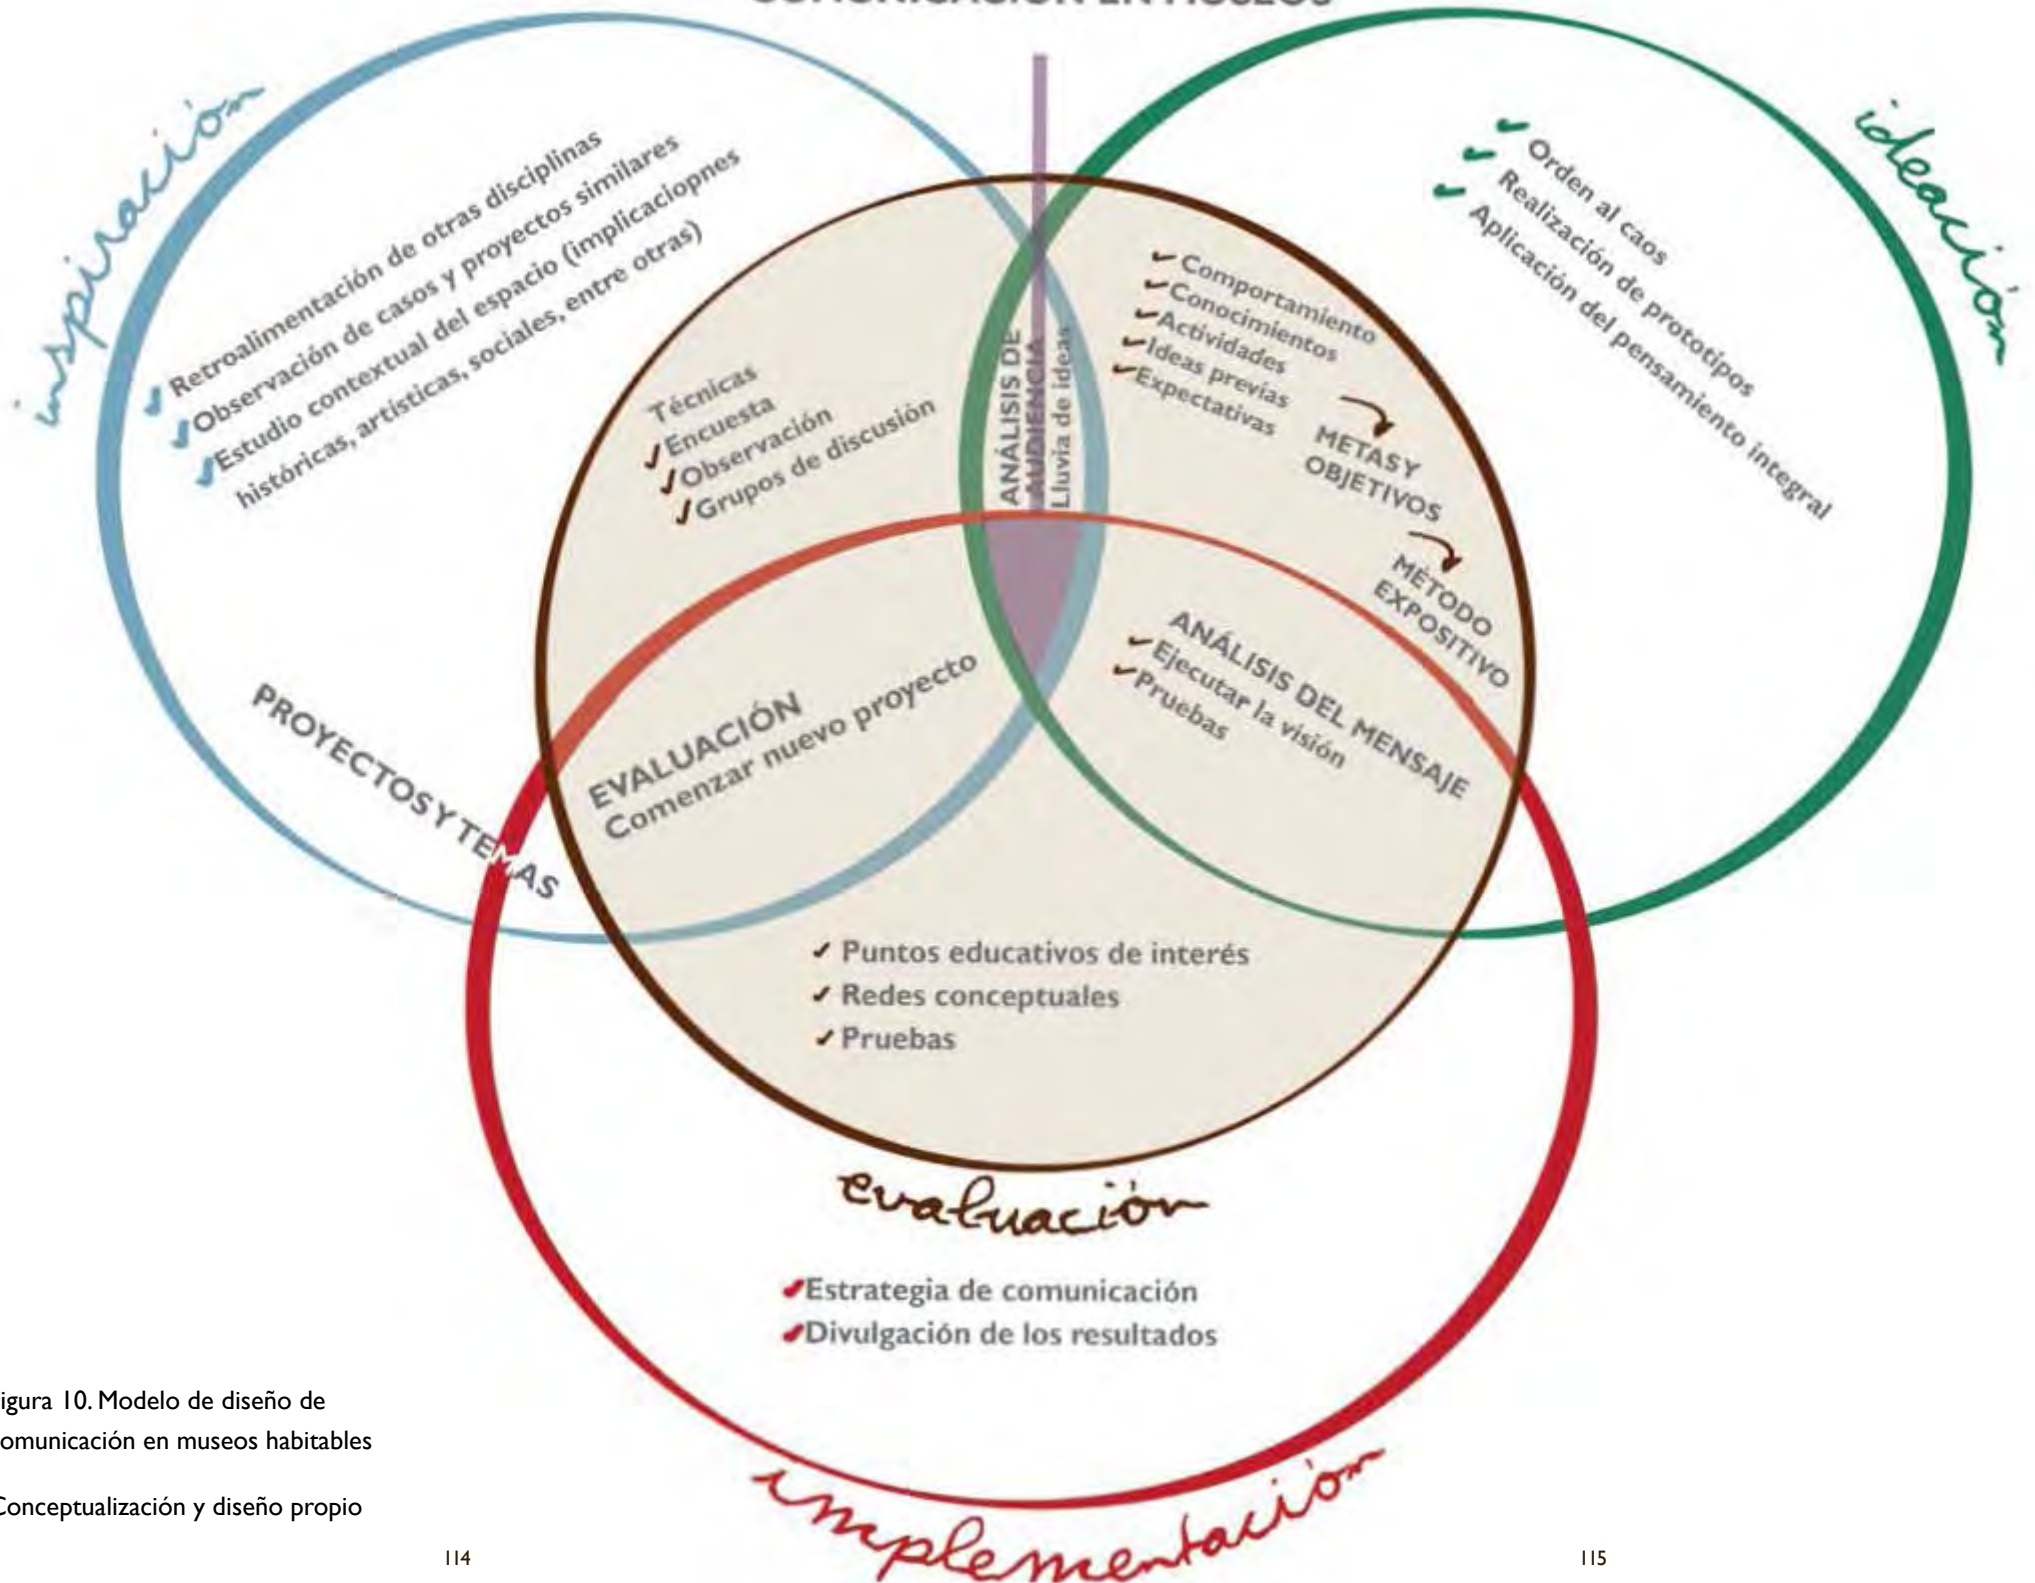 COMUNICACIÓN EN MUSEOS
inspiración
Retroalimentación de otras disciplinas
Observación de casos y proyectos similares
Estudio contextual del espacio (implicaciopnes
históricas, artísticas, sociales, entre otras)
PROYECTOS Y TEMAS
ideación
Orden al caos
Realización de prototipos
Aplicación del pensamiento integral
Técnicas
Encuesta
Observación
Grupos de discusión
ANÁLISIS DE
AUDIENCIA
Lluvia de ideas
Comportamiento
Conocimientos
Actividades
Ideas previas
Expectativas
METAS Y
OBJETIVOS
MÉTODO
EXPOSITIVO
EVALUACIÓN
Comenzar nuevo proyecto
ANÁLISIS DEL MENSAJE
Ejecutar la visión
Pruebas
Puntos educativos de interés
Redes conceptuales
Pruebas
evaluación
Estrategia de comunicación
Divulgación de los resultados
implementación
igura 10. Modelo de diseño de
omunicación en museos habitables
Conceptualización y diseño propio
114
115